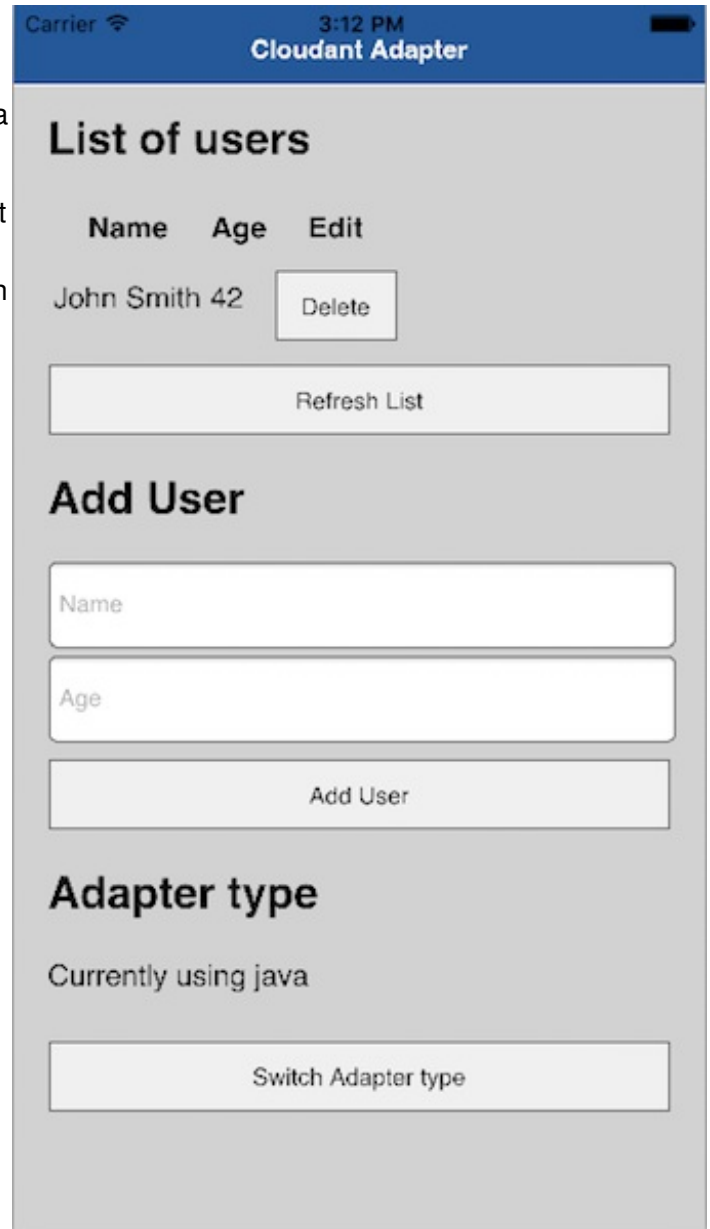 Carrier 3:12 PM
Cloudant Adapter
a
List of users
t
Name Age Edit
n
John Smith 42 Delete
Refresh List
Add User
Name
Age
Add User
Adapter type
Currently using java
Switch Adapter type